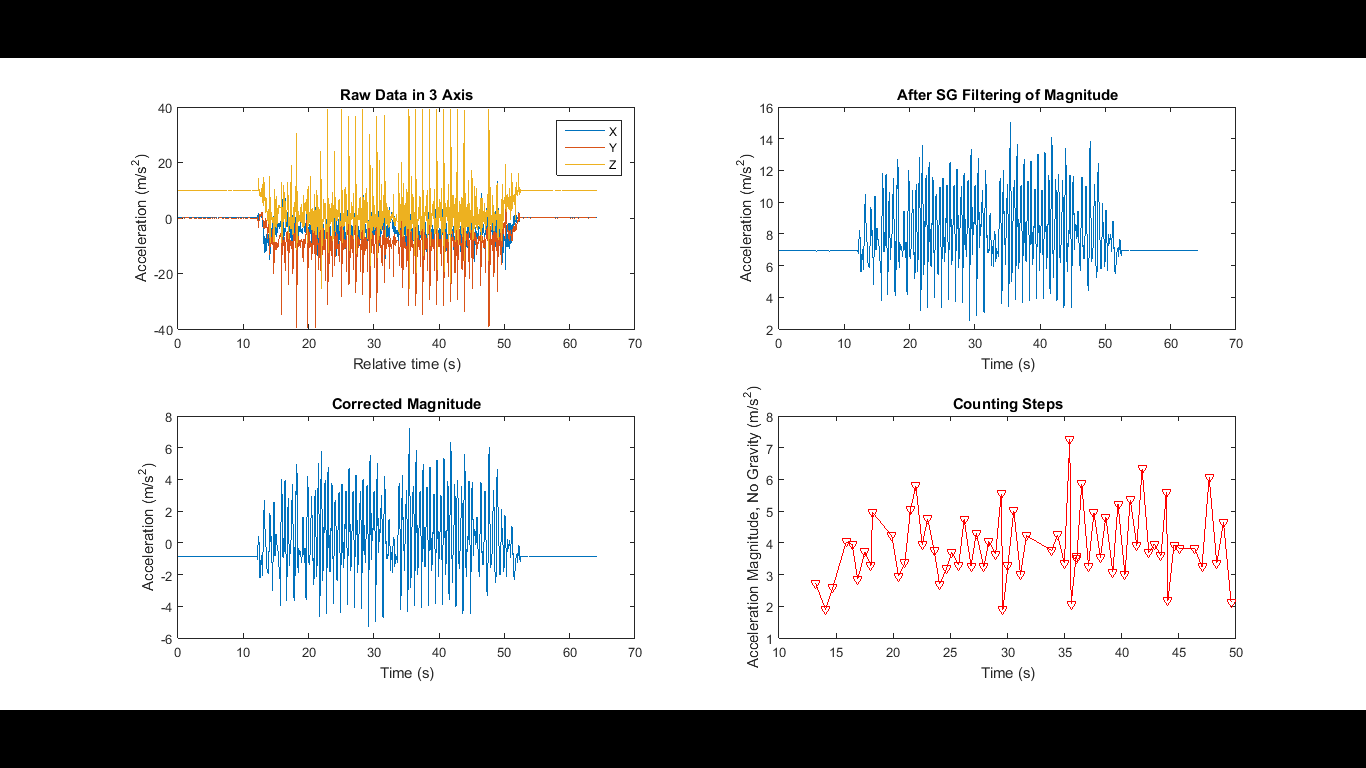 Raw Data in 3 Axis
Acceleration (m/s²)
40
20
0
-20
-40
X
Y
Z
0 10 20 30 40 50 60 70
Relative time (s)
After SG Filtering of Magnitude
Acceleration (m/s²)
16
14
12
10
8
6
4
2
0 10 20 30 40 50 60 70
Time (s)
Corrected Magnitude
Acceleration (m/s²)
8
6
4
2
0
-2
-4
-6
0 10 20 30 40 50 60 70
Time (s)
Counting Steps
Acceleration Magnitude, No Gravity (m/s²)
8
7
6
5
4
3
2
1
10 15 20 25 30 35 40 45 50
Time (s)